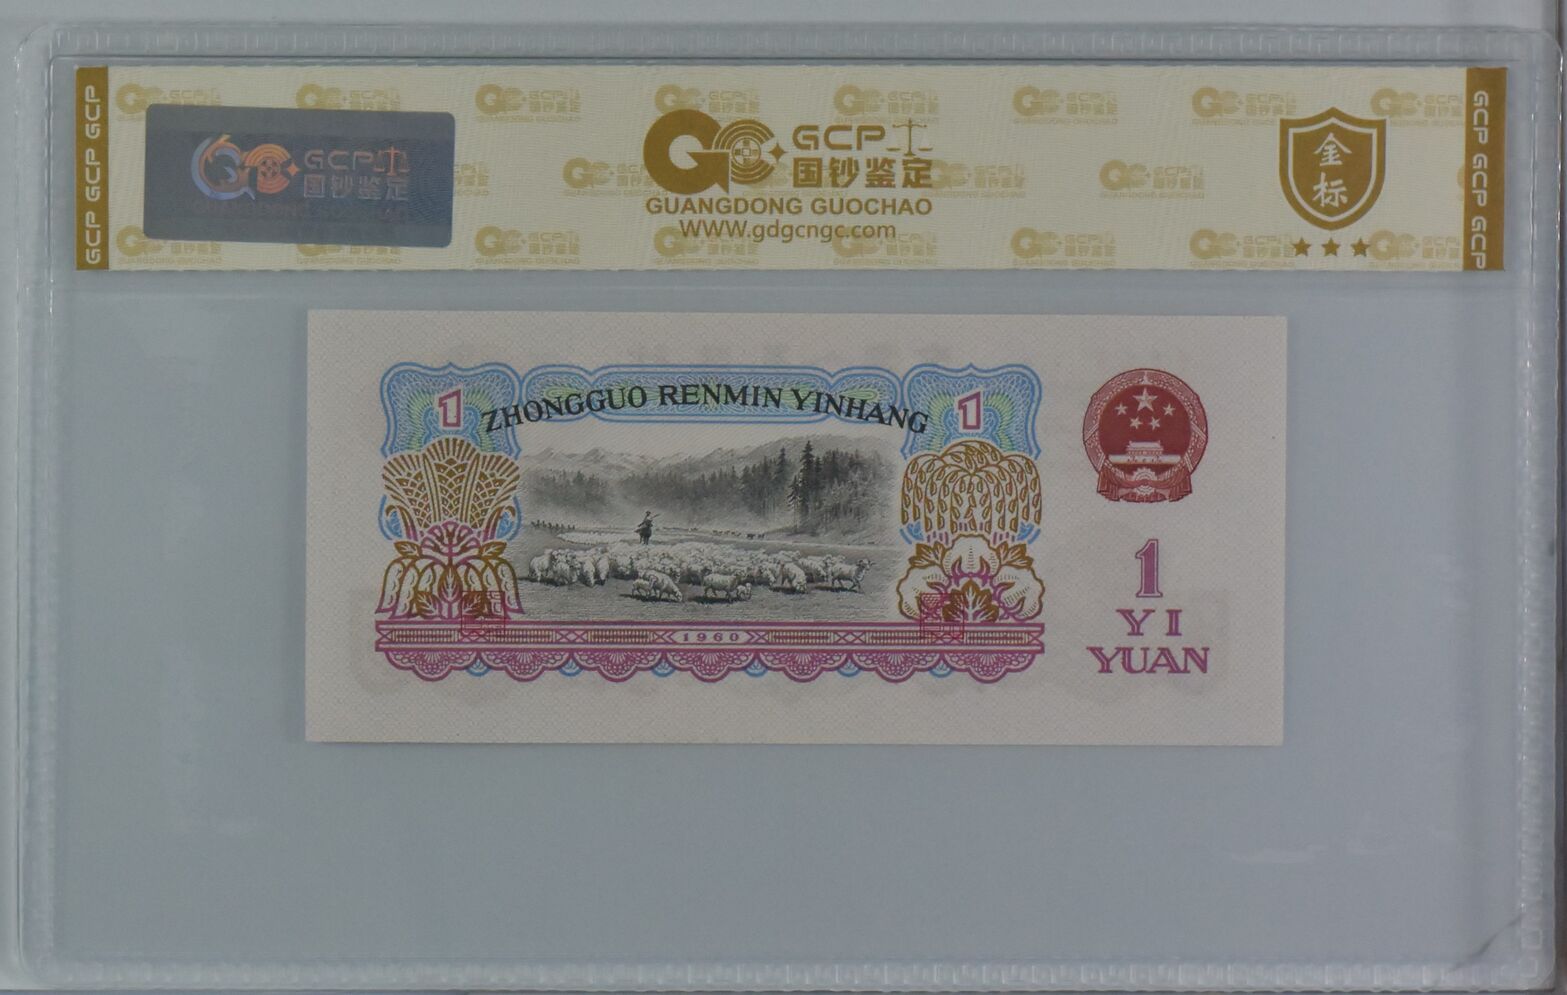 GCP GCP GCP
GCP
国钞鉴定
GCP
国钞鉴定
GUANGDONG GUOCHAO
WWW.gdgcngc.com
金
标
GCP GCP GCP
1
ZHONGGUO RENMIN YINHANG
1
1960
1
YI
YUAN